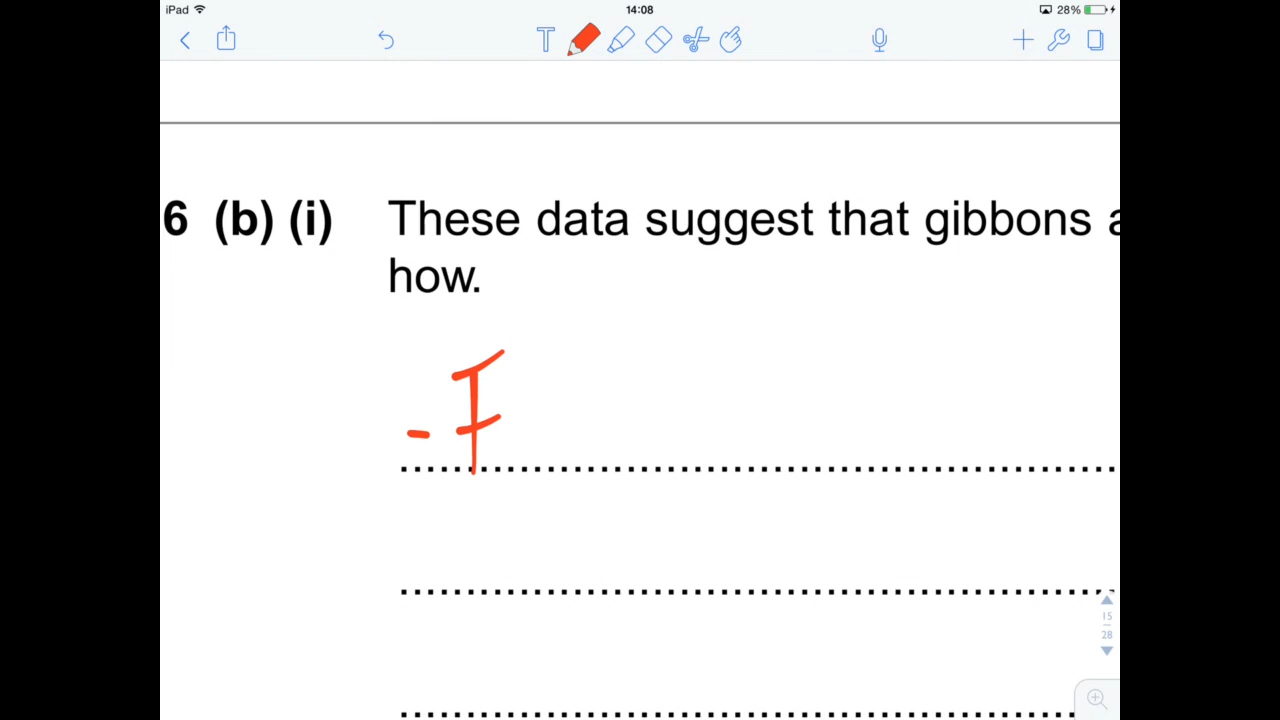 iPad 14:08 28%
T
6 (b) (i) These data suggest that gibbons a
how.
- F
15
28